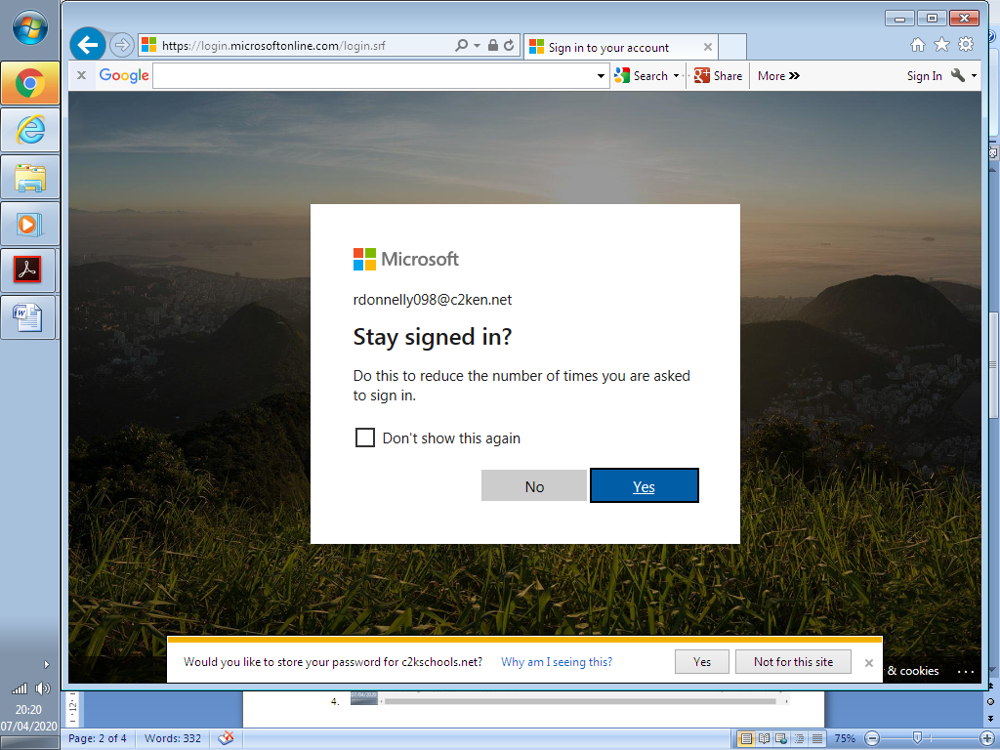 https://login.microsoftonline.com/login.srf
Sign in to your account
X Google
Search
Share
More
Sign In
Microsoft
rdonnelly098@c2ken.net
Stay signed in?
Do this to reduce the number of times you are asked
to sign in.
Don't show this again
No
Yes
Would you like to store your password for c2kschools.net?
Why am I seeing this?
Yes
Not for this site
& cookies
20:20
07/04/2020
12
4.
Page: 2 of 4
Words: 332
75%